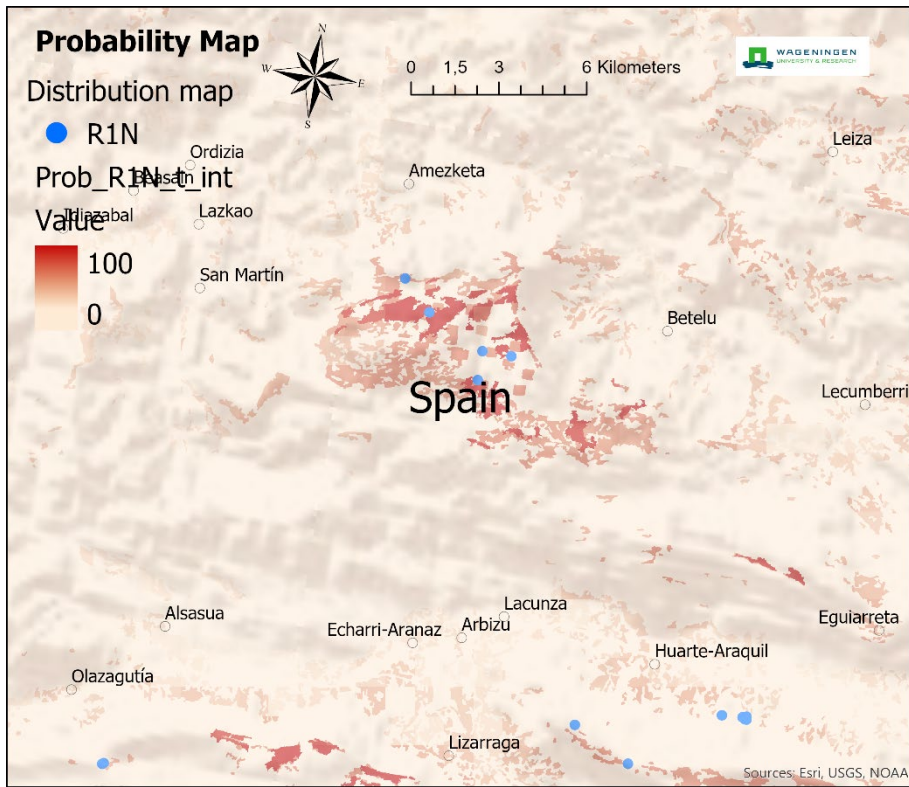 Probability Map
Distribution map
R1N
Prob_R1N_t_int
Value
100
0
N
W
E
S
0 1,5 3 6 Kilometers
WAGENINGEN
UNIVERSITY & RESEARCH
Ordizia
Beasain
Idiazabal
Lazkao
San Martín
Amezketa
Leiza
Betelu
Lecumberri
Spain
Alsasua
Lacunza
Echarri-Aranaz
Arbizu
Eguiarreta
Huarte-Araquil
Olazagutía
Lizarraga
Sources: Esri, USGS, NOAA